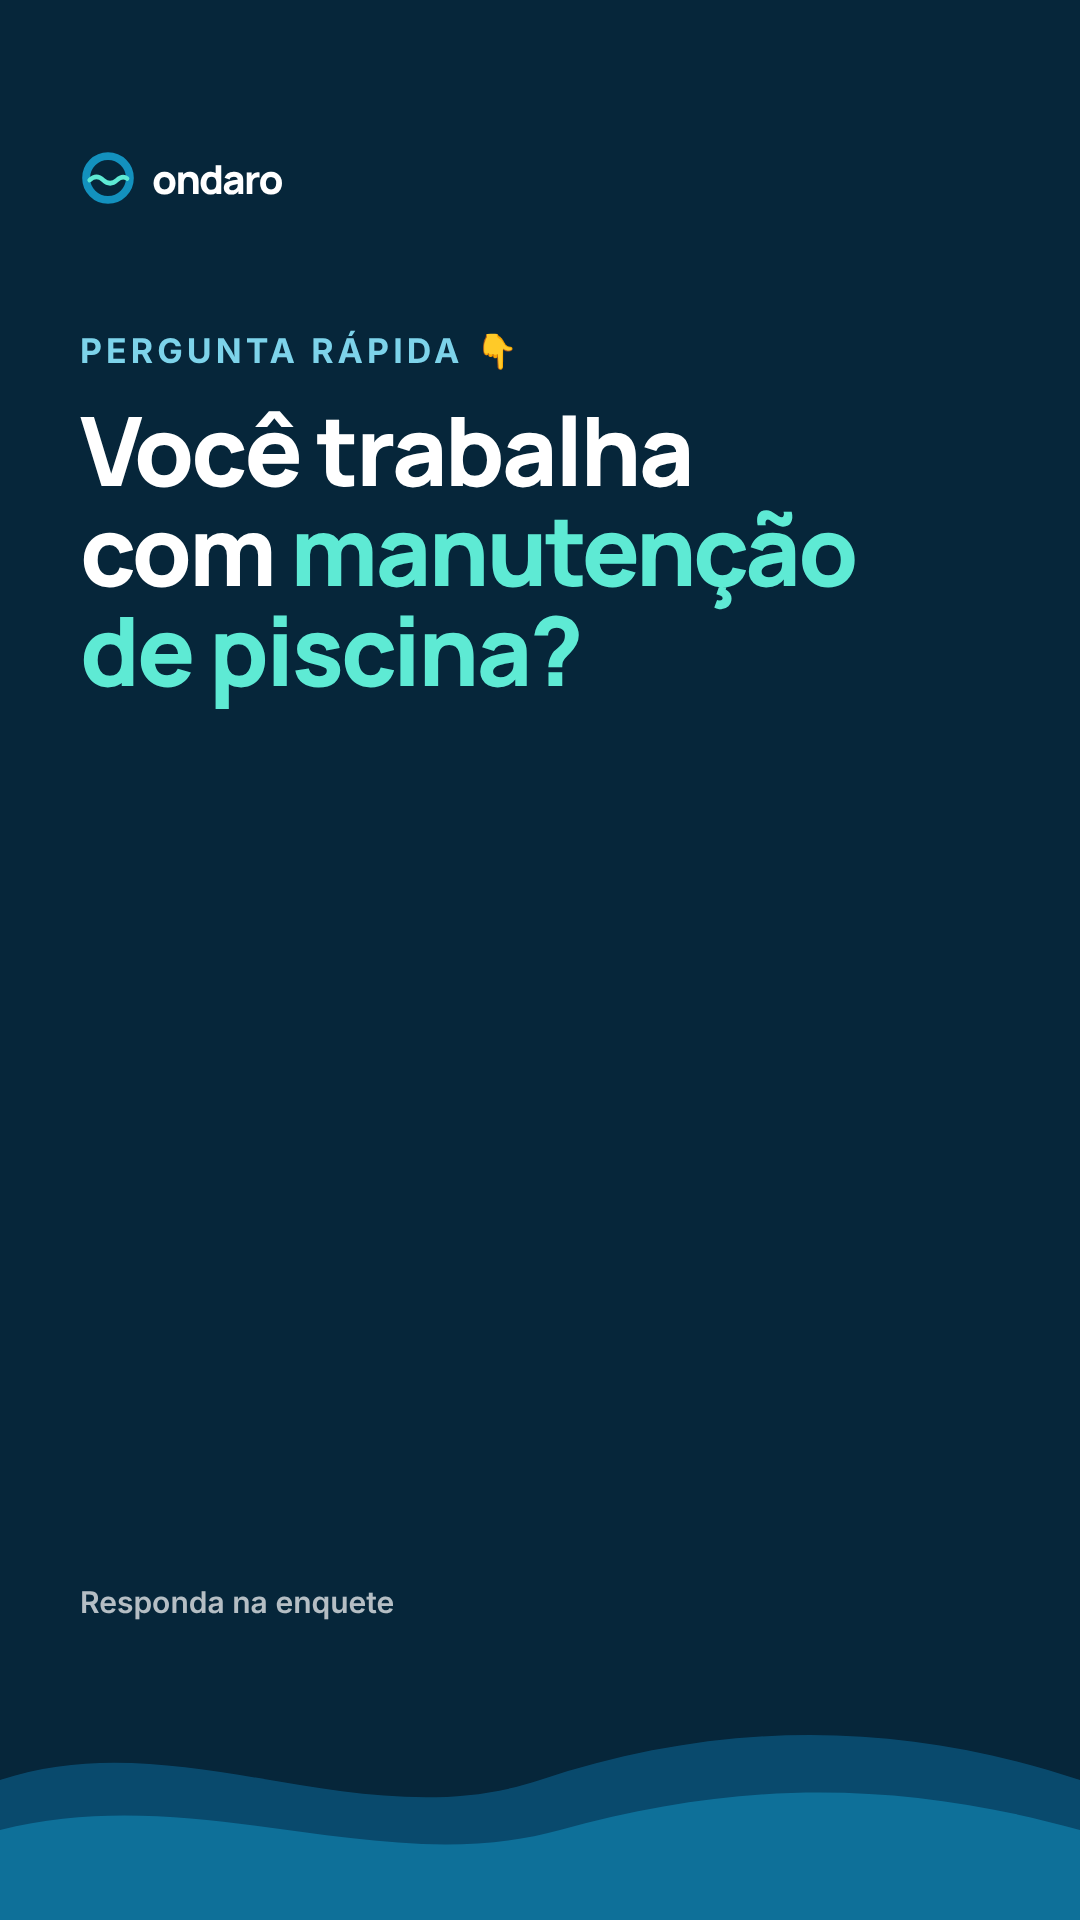 ondaro
PERGUNTA RÁPIDA 👇
Você trabalha
com manutenção
de piscina?
Responda na enquete